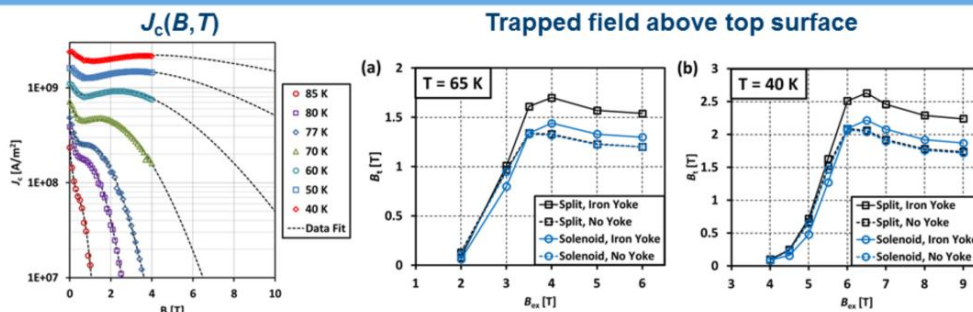 Jc(B,T)
Trapped field above top surface
Jc [A/m²]
1E+09
1E+08
1E+07
0 2 4 6 8 10
B [T]
85 K
80 K
77 K
70 K
60 K
50 K
40 K
Data Fit
(a)
T = 65 K
Bt [T]
2
1.5
1
0.5
0
1 2 3 4 5 6
Bex [T]
Split, Iron Yoke
Split, No Yoke
Solenoid, Iron Yoke
Solenoid, No Yoke
(b)
T = 40 K
Bt [T]
3
2.5
2
1.5
1
0.5
0
3 4 5 6 7 8 9
Bex [T]
Split, Iron Yoke
Split, No Yoke
Solenoid, Iron Yoke
Solenoid, No Yoke